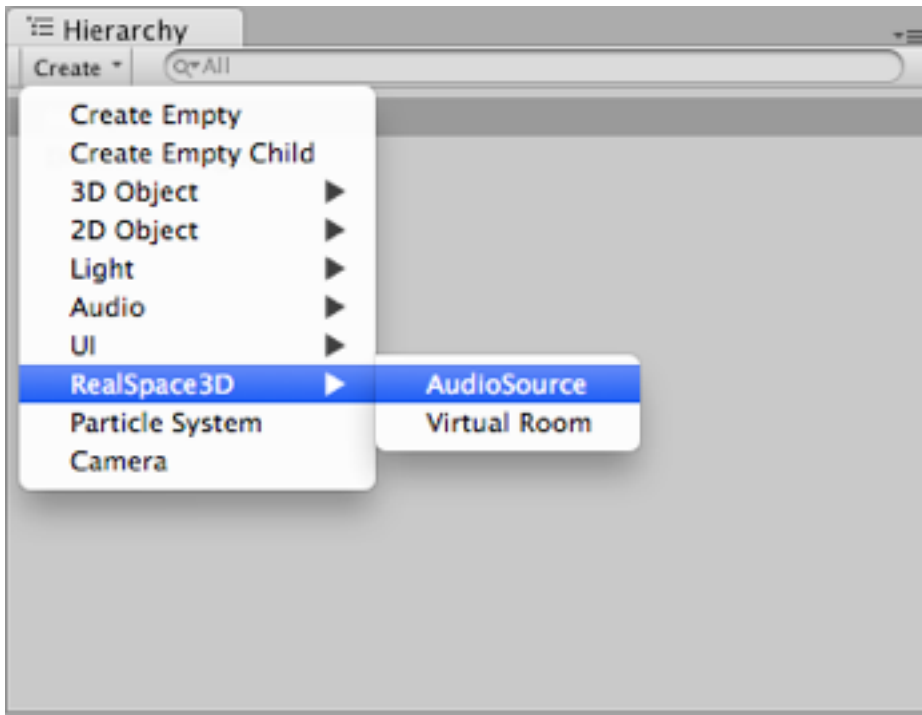 Hierarchy
Create
All
Create Empty
Create Empty Child
3D Object
2D Object
Light
Audio
UI
RealSpace3D
AudioSource
Particle System
Virtual Room
Camera